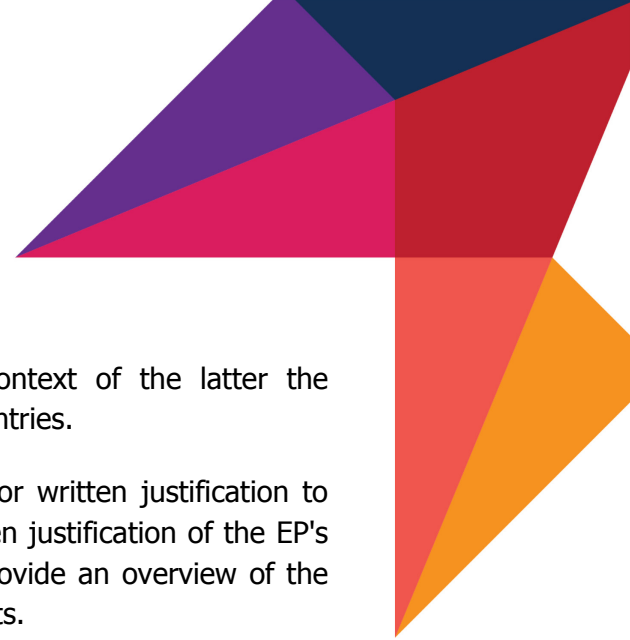 context of the latter the
ntries.
or written justification to
en justification of the EP's
ovide an overview of the
ts.